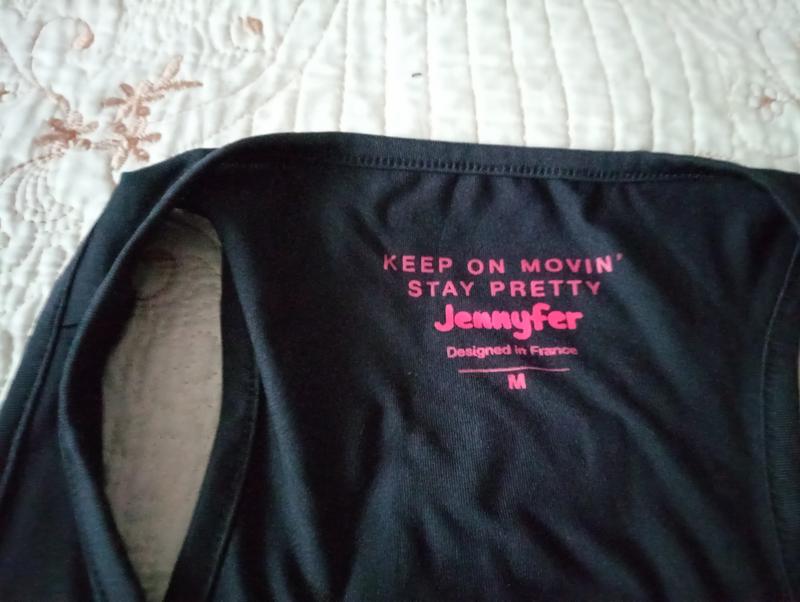 KEEP ON MOVIN'
STAY PRETTY
Jennyfer
Designed in France
M